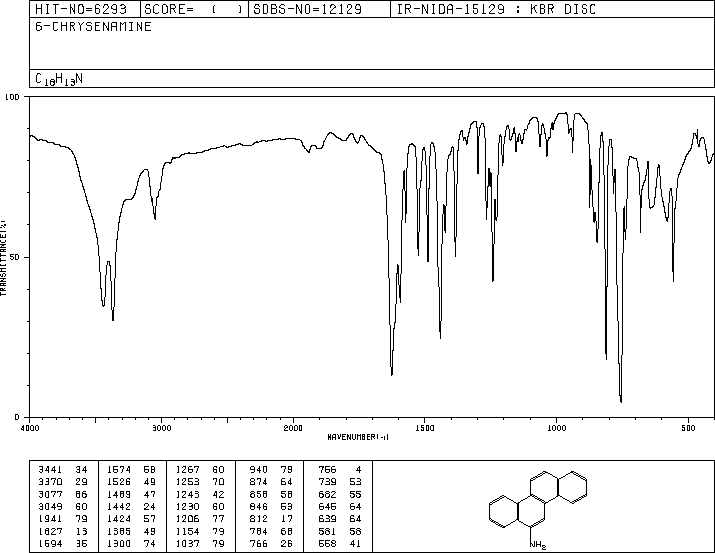 HIT-NO=6293 SCORE= ( ) SDBS-NO=12129 IR-NIDA-15129 : KBR DISC
6-CHRYSENAMINE
C18H13N
100
50
0
TRANSMITTANCE(%)
4000 3000 2000 1500 1000 500
WAVENUMBER(-1)
3441 34 1574 58 1267 60 940 79 756 4
3370 29 1526 49 1253 70 874 64 739 53
3077 66 1489 47 1243 42 858 58 682 55
3049 60 1442 24 1230 60 846 53 645 64
1941 79 1424 57 1206 77 812 17 639 64
1627 13 1385 49 1154 79 784 68 581 58
1594 35 1300 74 1037 79 766 26 558 41
NH2